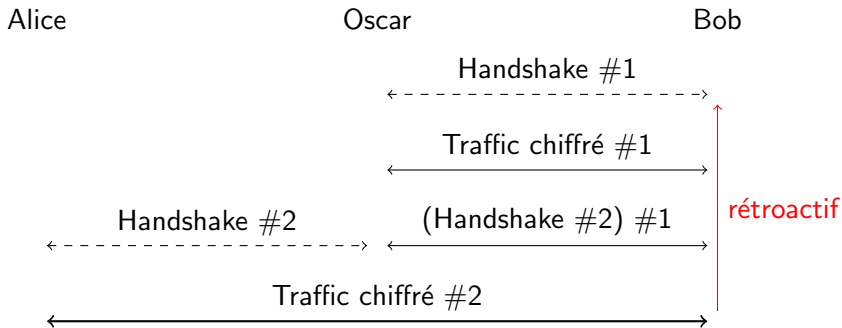 Alice Oscar Bob
Handshake #1
Traffic chiffré #1
Handshake #2 (Handshake #2) #1
rétroactif
Traffic chiffré #2